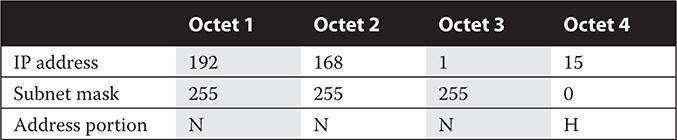 Octet 1 Octet 2 Octet 3 Octet 4
IP address 192 168 1 15
Subnet mask 255 255 255 0
Address portion N N N H